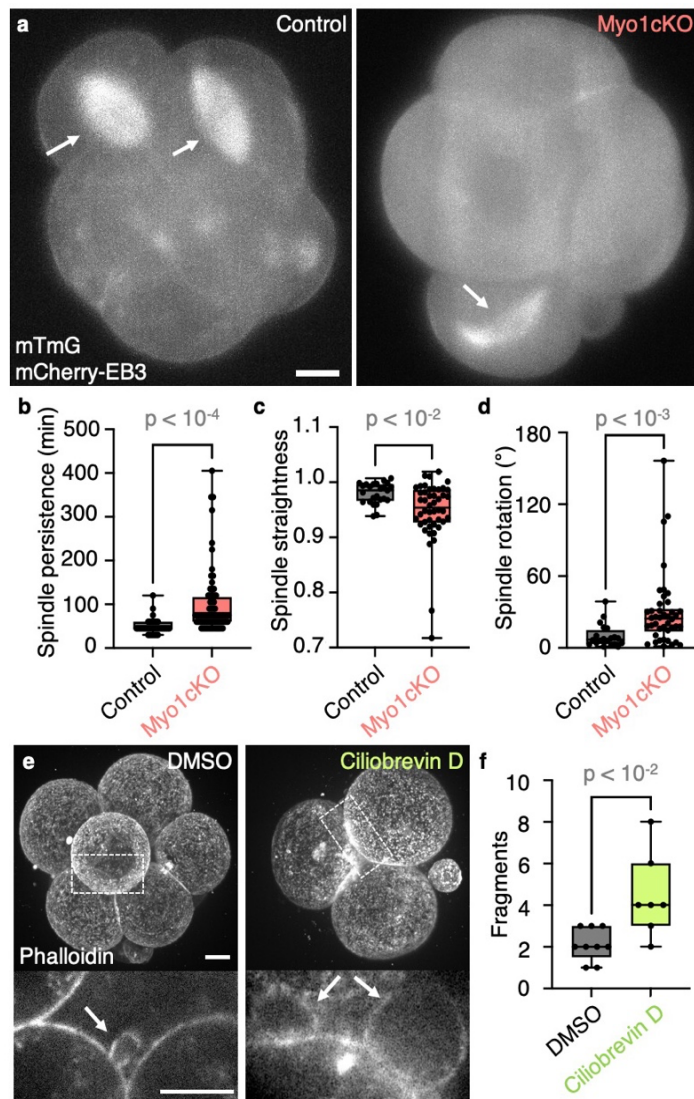 a
Control
Myo1cKO
mTmG
mCherry-EB3
b
p < 10⁻⁴
Spindle persistence (min)
500
400
300
200
100
0
Control
Myo1cKO
c
p < 10⁻²
Spindle straightness
1.1
1.0
0.9
0.8
0.7
Control
Myo1cKO
d
p < 10⁻³
Spindle rotation (°)
180
120
60
0
Control
Myo1cKO
e
DMSO
Ciliobrevin D
Phalloidin
f
p < 10⁻²
Fragments
10
8
6
4
2
0
DMSO
Ciliobrevin D